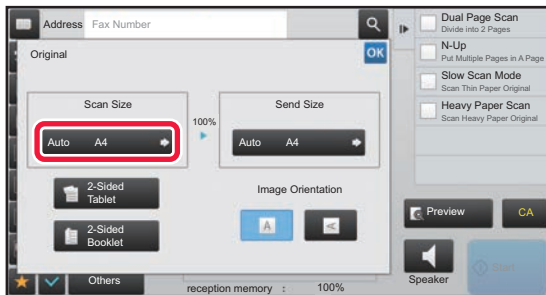 Address Fax Number
Original
OK
Scan Size
Send Size
100%
Auto A4
Auto A4
2-Sided
Tablet
2-Sided
Booklet
Image Orientation
A
A
Dual Page Scan
Divide into 2 Pages
N-Up
Put Multiple Pages in A Page
Slow Scan Mode
Scan Thin Paper Original
Heavy Paper Scan
Scan Heavy Paper Original
Preview
CA
Others
reception memory : 100%
Speaker
Start